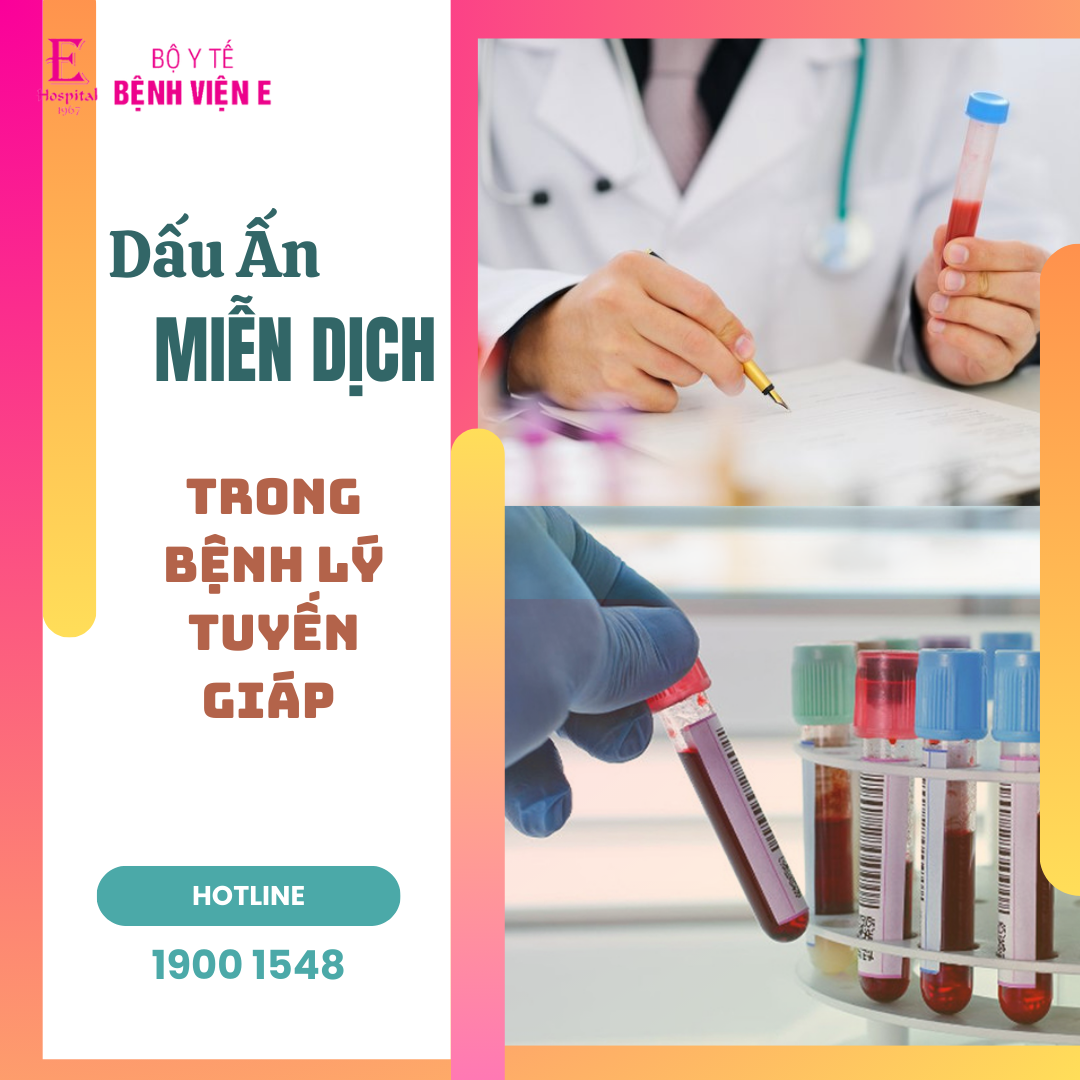 E
Hospital
1967
BỘ Y TẾ
BỆNH VIỆN E
Dấu Ấn
MIỄN DỊCH
TRONG
BỆNH LÝ
TUYẾN
GIÁP
HOTLINE
1900 1548